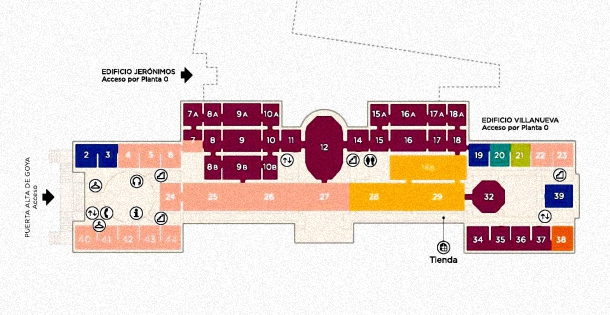 EDIFICIO JERÓNIMOS
Acceso por Planta 0
EDIFICIO VILLANUEVA
Acceso por Planta 0
7A 8A 9A 10A 15A 16A 17A 18A
7 8 9 10 11 12 14 15 16 17 18
8B 9B 10B 16B
2 3 4 5 6 19 20 21 22 23
24 25 26 27 28 29 32 39
40 41 42 43 44 34 35 36 37 38
PUERTA ALTA DE GOYA
Acceso
Tienda